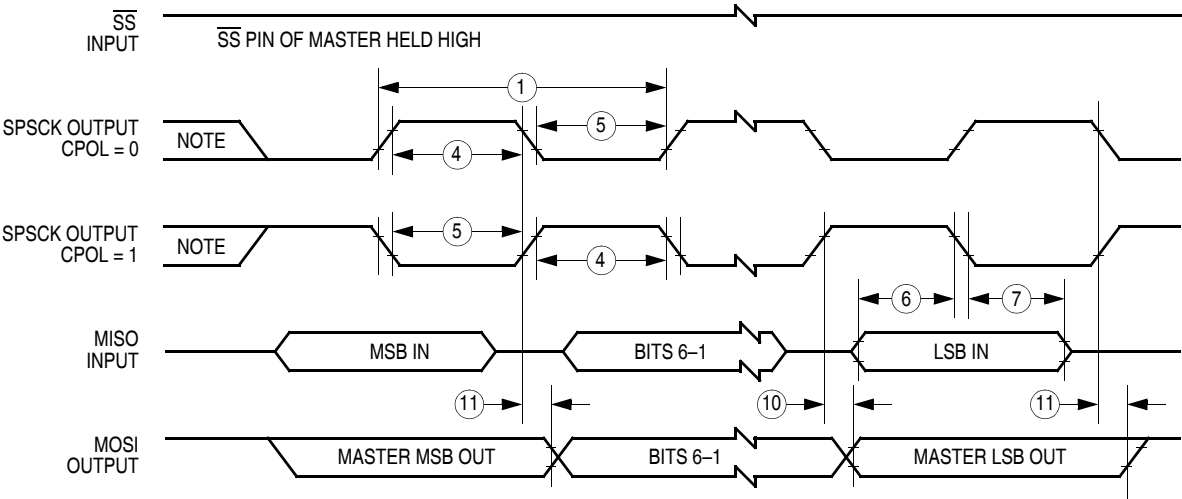 SS
INPUT
SS PIN OF MASTER HELD HIGH
1
SPSCK OUTPUT
CPOL = 0
NOTE
5
4
SPSCK OUTPUT
CPOL = 1
NOTE
5
4
6
7
MISO
INPUT
MSB IN
BITS 6–1
LSB IN
11
10
11
MOSI
OUTPUT
MASTER MSB OUT
BITS 6–1
MASTER LSB OUT